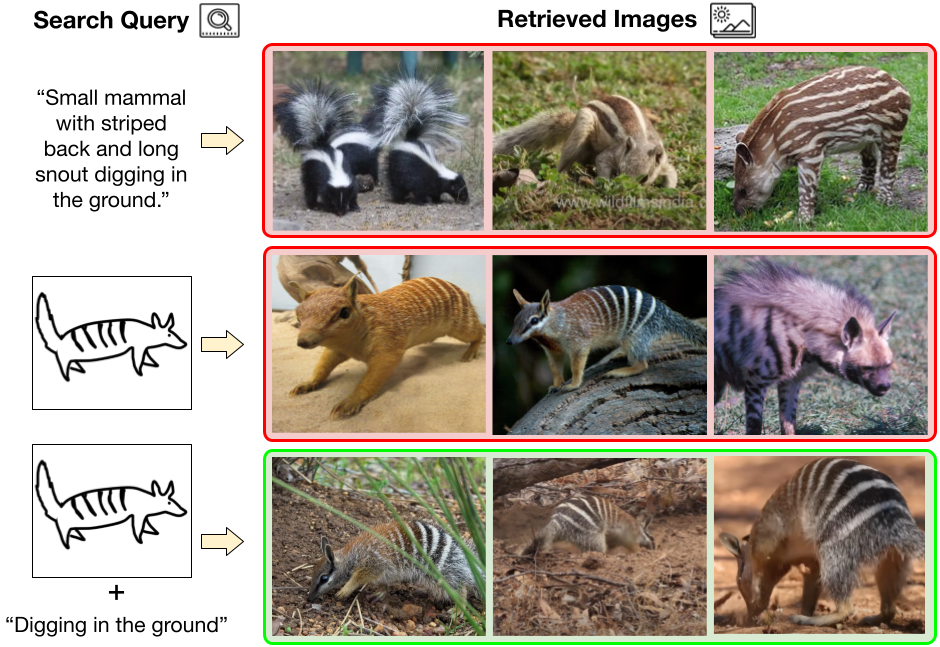 Search Query
Retrieved Images
“Small mammal
with striped
back and long
snout digging in
the ground.”
www.wildfilmsindia.c
+
“Digging in the ground”